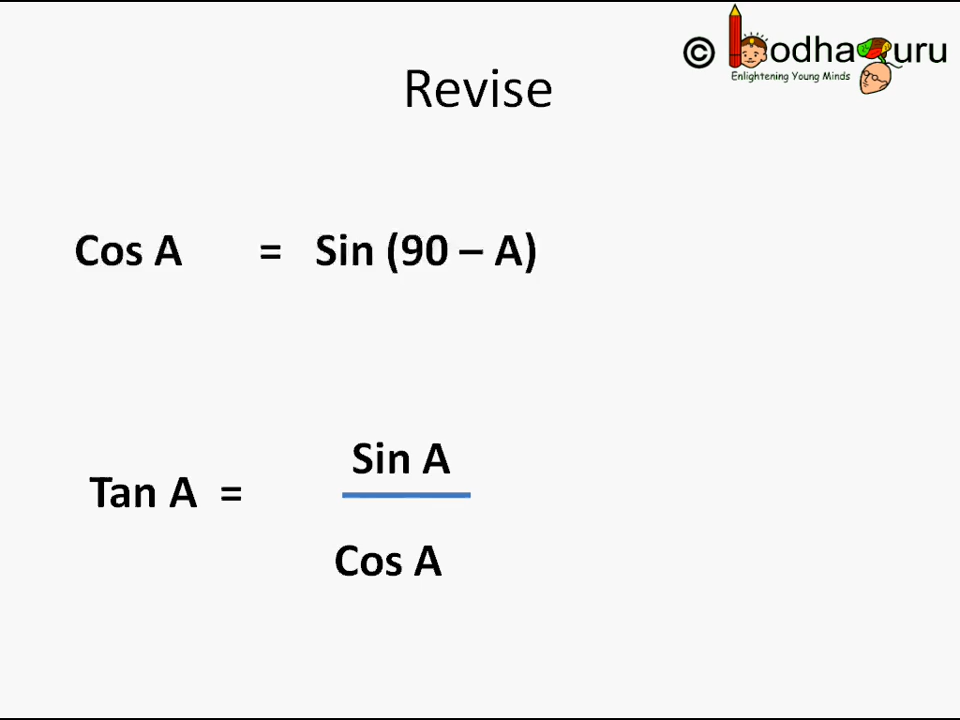 © BodhaGuru
Enlightening Young Minds
Revise
Cos A = Sin (90 – A)
Sin A
Tan A =
Cos A